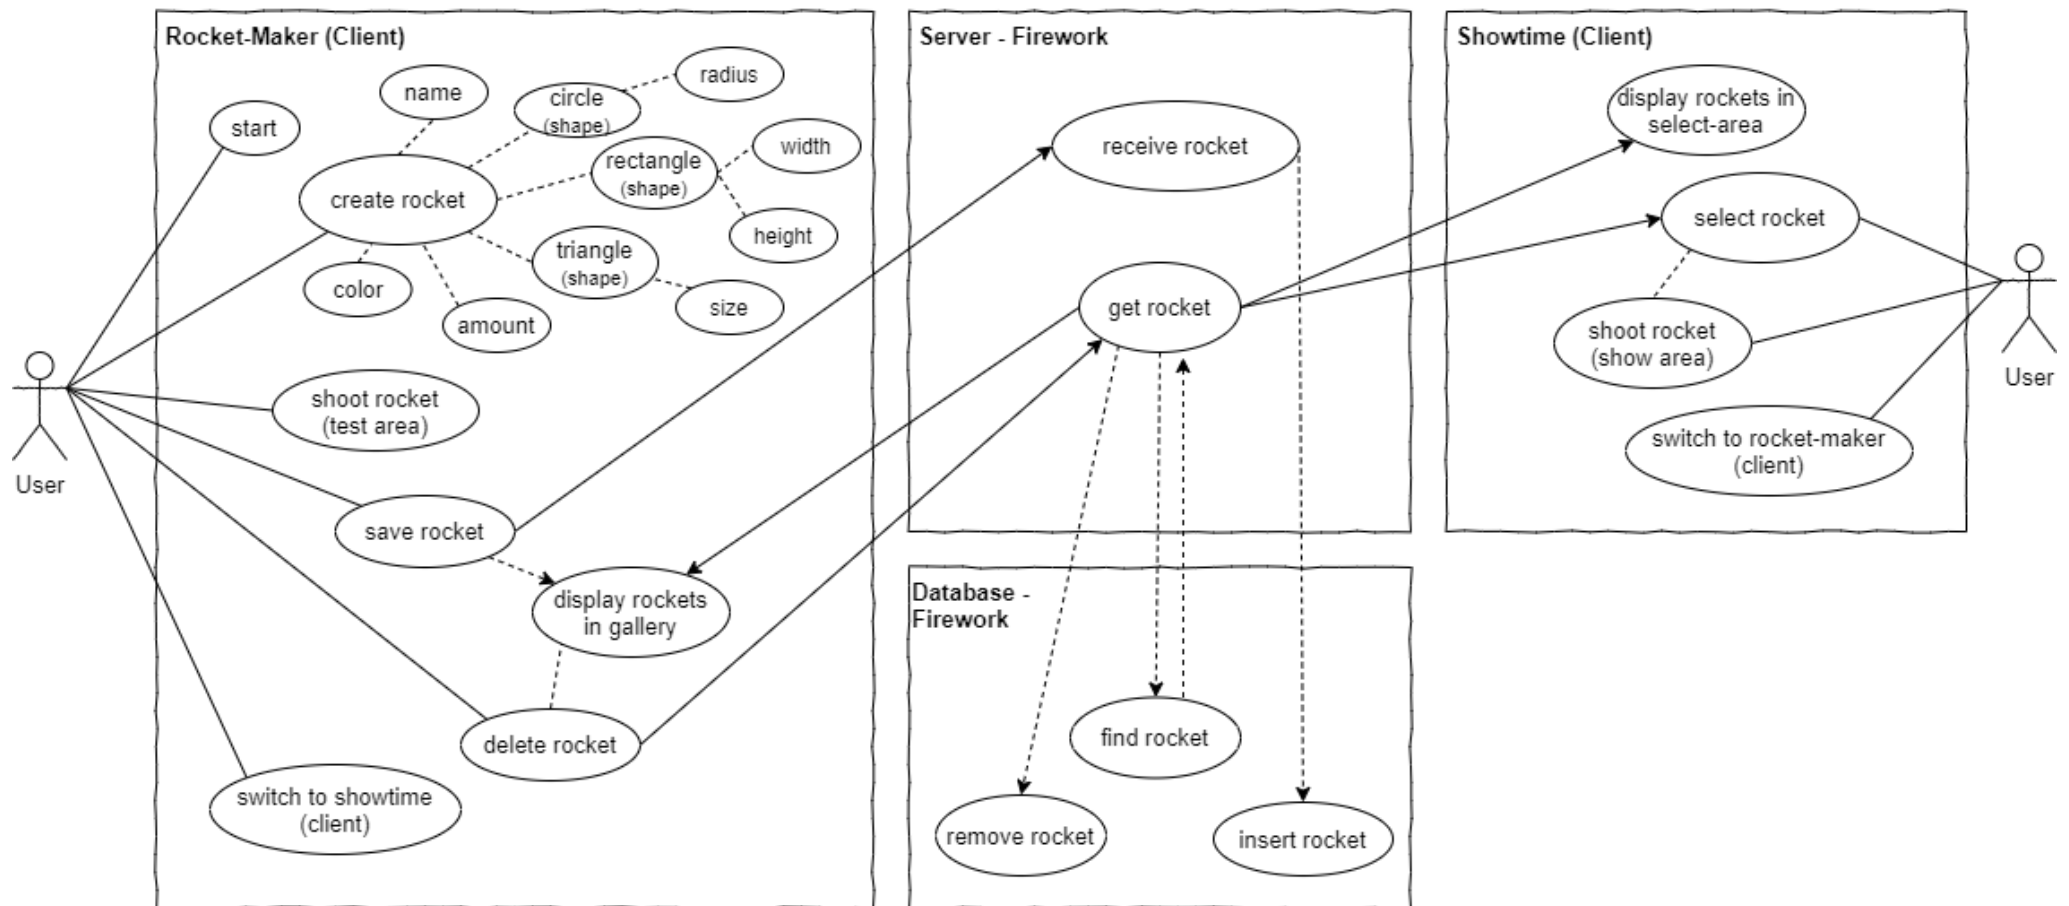 Rocket-Maker (Client)
start
name
circle
(shape)
radius
create rocket
rectangle
(shape)
width
height
triangle
(shape)
size
color
amount
shoot rocket
(test area)
save rocket
display rockets
in gallery
delete rocket
switch to showtime
(client)
User
Server - Firework
receive rocket
get rocket
Database -
Firework
find rocket
remove rocket
insert rocket
Showtime (Client)
display rockets in
select-area
select rocket
shoot rocket
(show area)
switch to rocket-maker
(client)
User